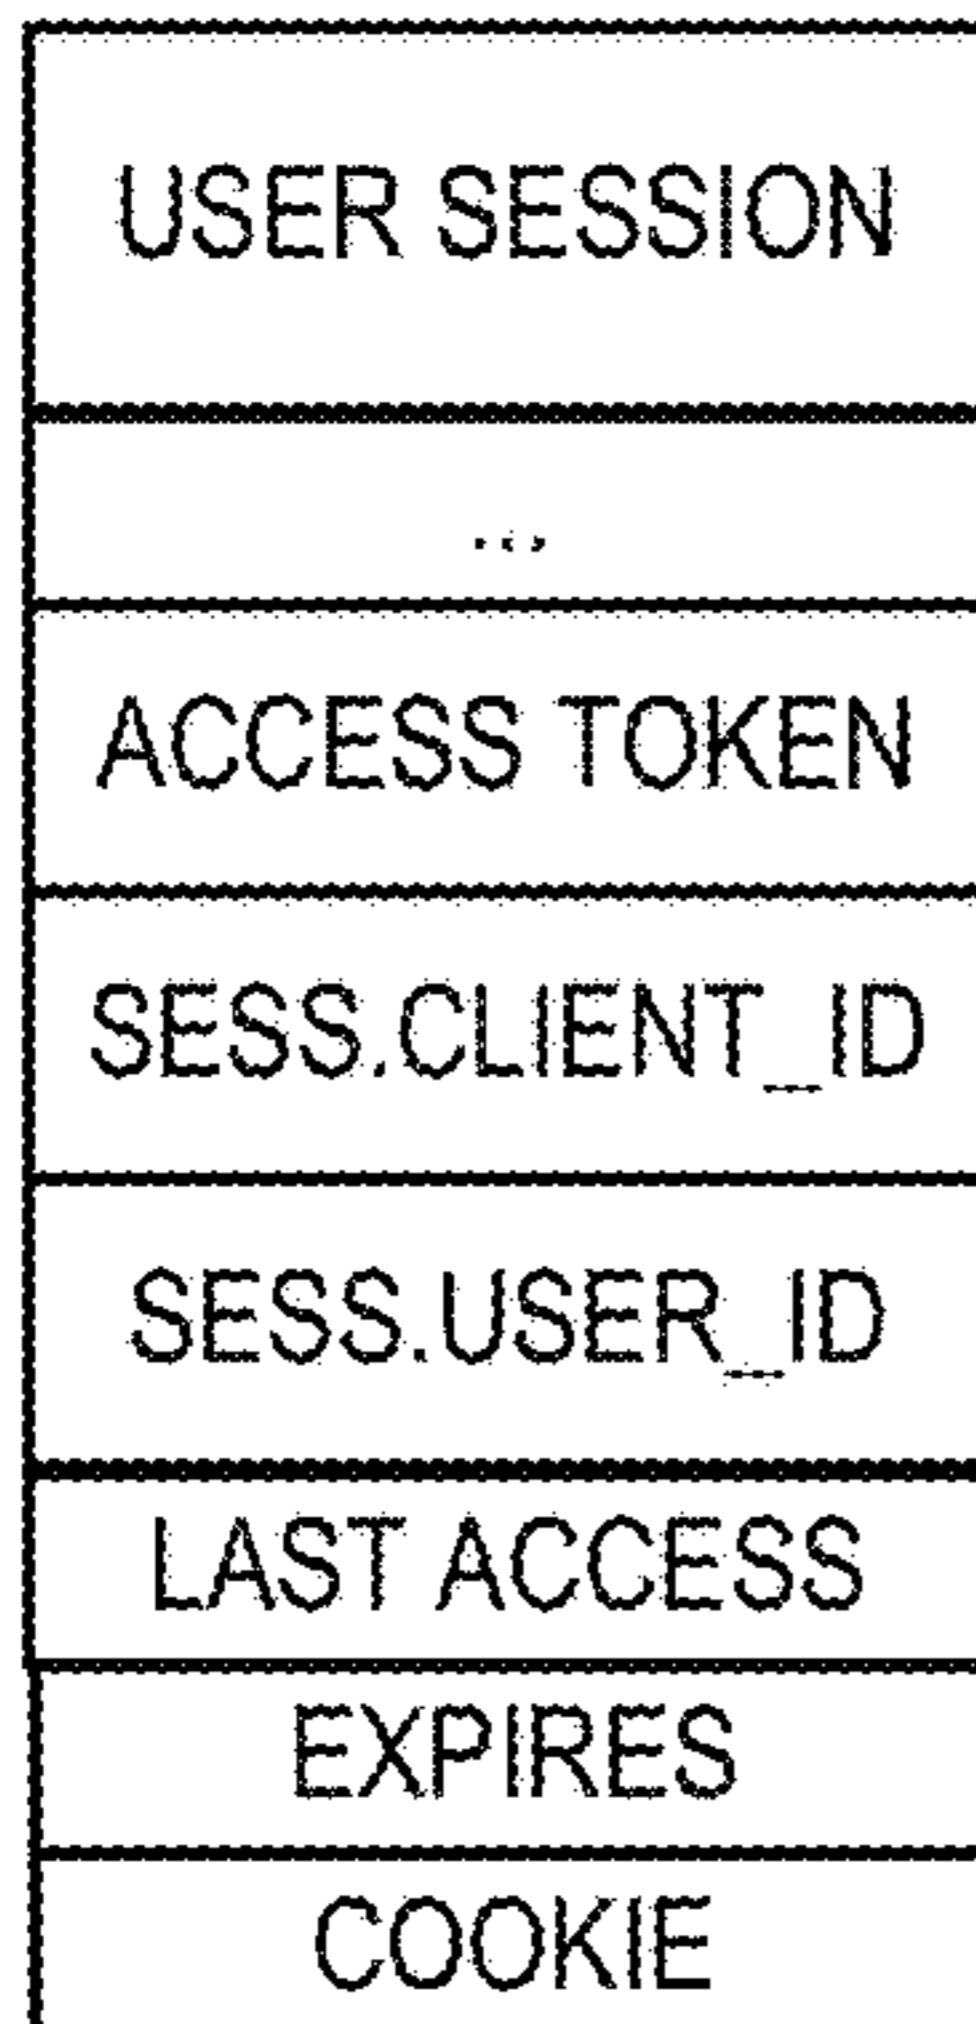 USER SESSION
...
ACCESS TOKEN
SESS.CLIENT_ID
SESS.USER_ID
LAST ACCESS
EXPIRES
COOKIE